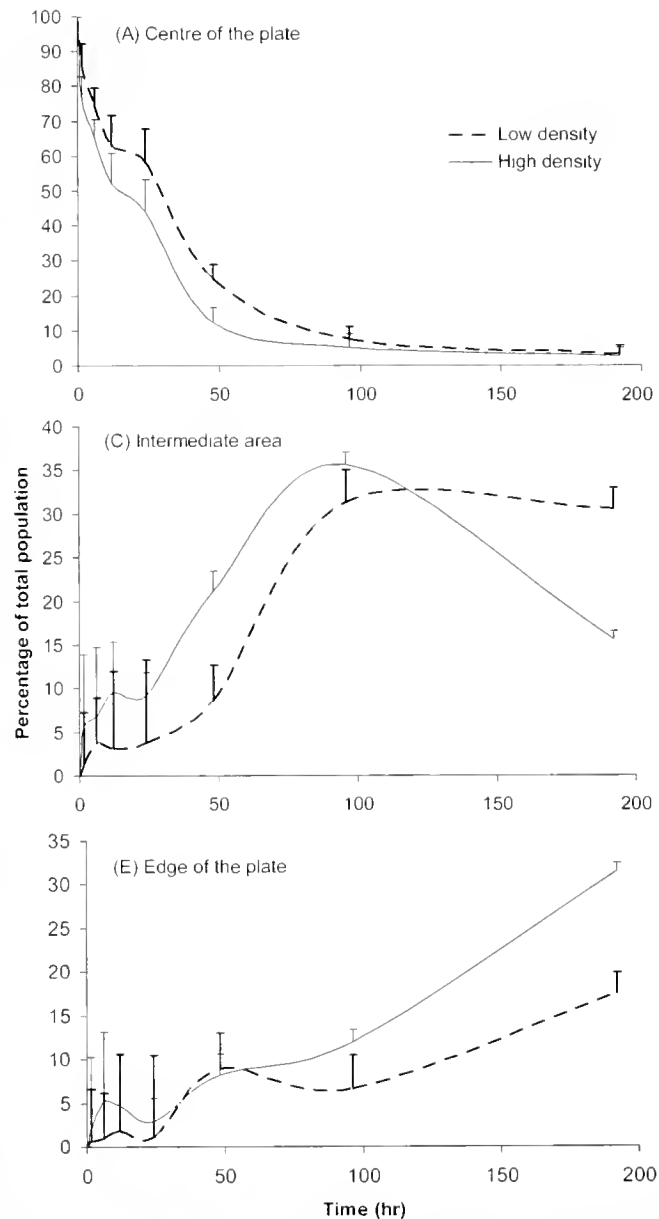 (A) Centre of the plate
100
90
80
70
60
50
40
30
20
10
0
Low density
High density
0 50 100 150 200
(C) Intermediate area
40
35
30
25
20
15
10
5
0
0 50 100 150 200
Percentage of total population
(E) Edge of the plate
35
30
25
20
15
10
5
0
0 50 100 150 200
Time (hr)